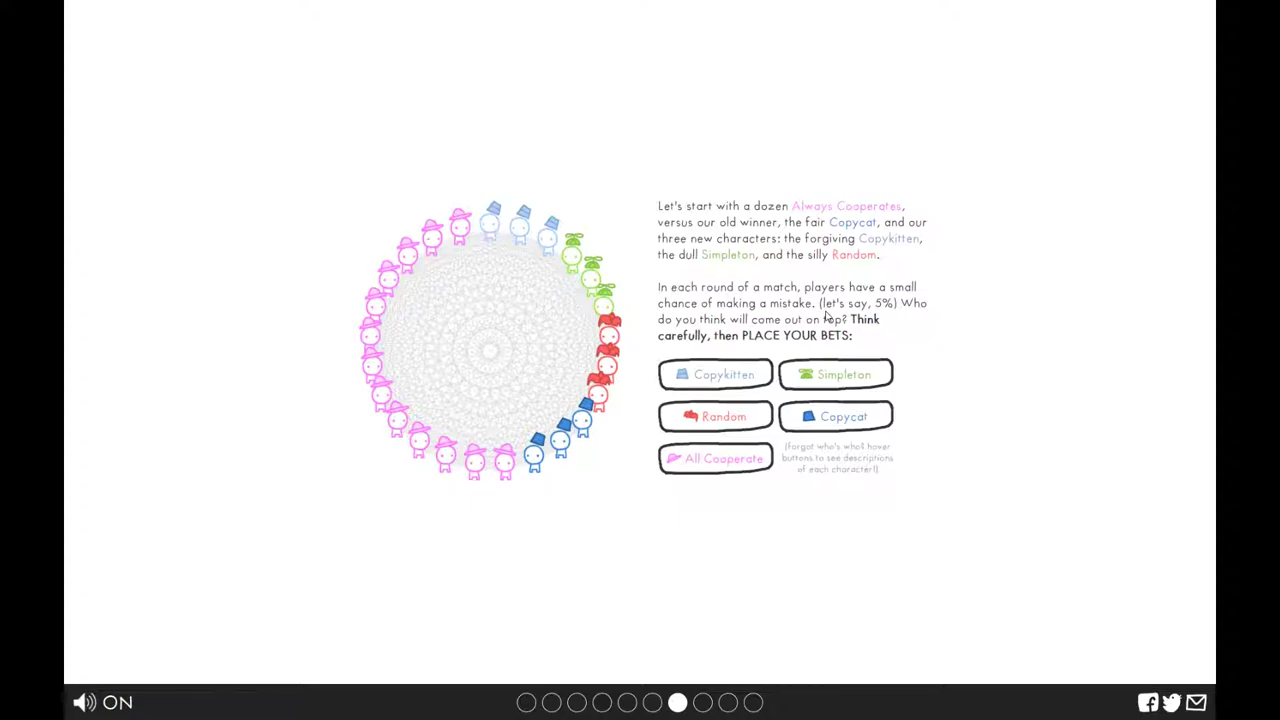 Let's start with a dozen Always Cooperates,
versus our old winner, the fair Copycat, and our
three new characters: the forgiving Copykitten,
the dull Simpleton, and the silly Random.
In each round of a match, players have a small
chance of making a mistake. (let's say, 5%) Who
do you think will come out on top? Think
carefully, then PLACE YOUR BETS:
Copykitten
Simpleton
Random
Copycat
All Cooperate
(forgot who's who? hover
buttons to see descriptions
of each character!)
ON